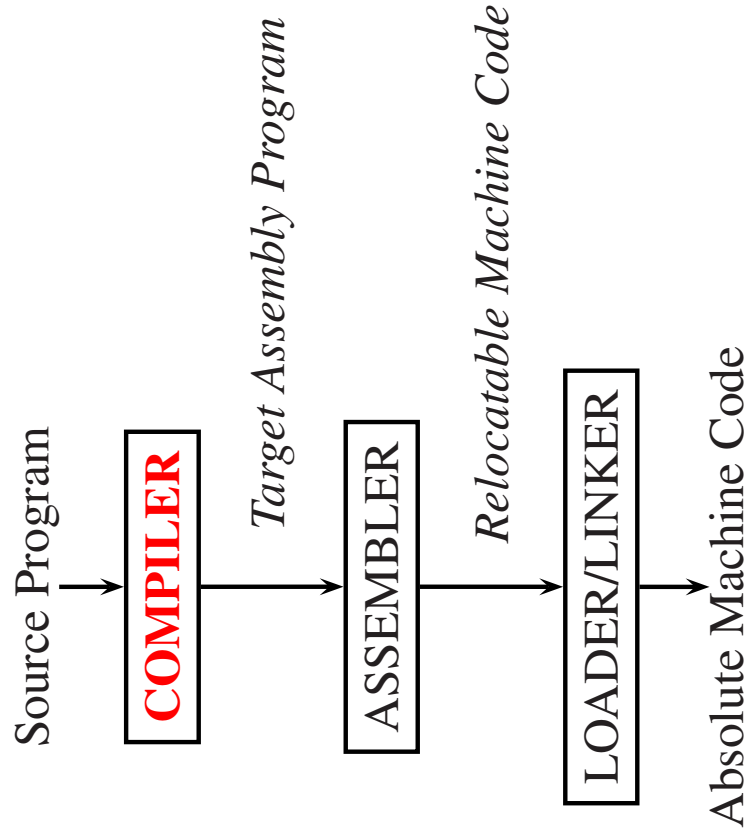 Source Program
COMPILER
Target Assembly Program
ASSEMBLER
Relocatable Machine Code
LOADER/LINKER
Absolute Machine Code